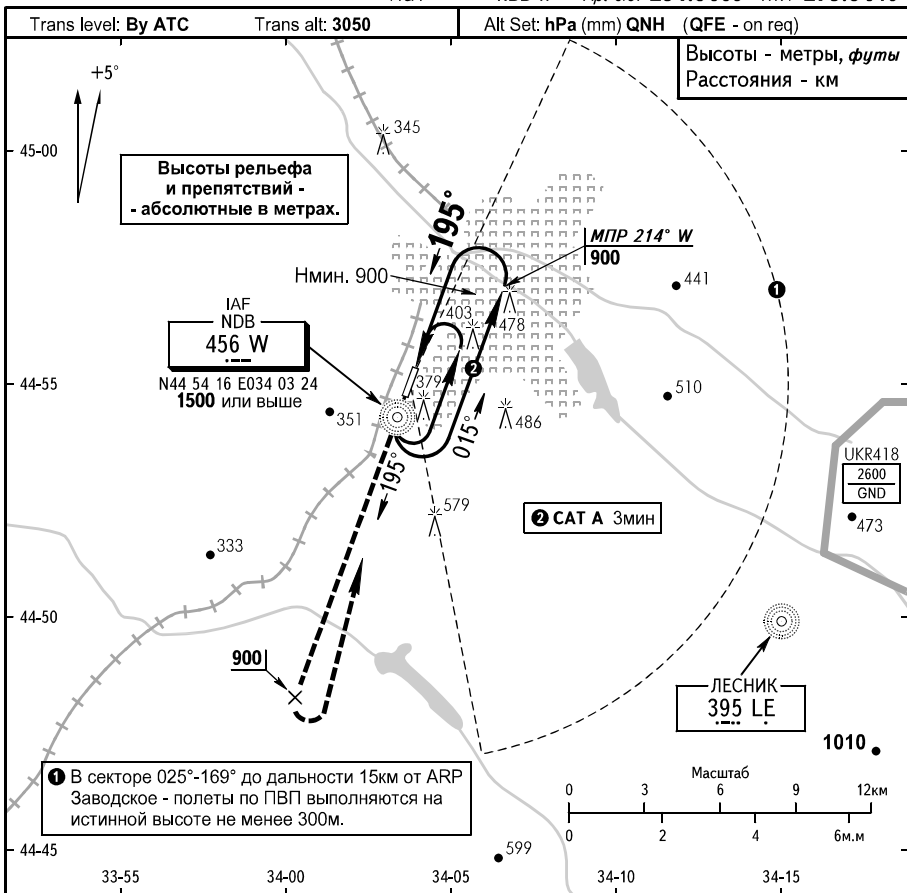 Trans level: By ATC
Trans alt: 3050
Alt Set: hPa (mm) QNH (QFE - on req)
Высоты - метры, футы
Расстояния - км
+5°
345
45-00
Высоты рельефа
и препятствий -
- абсолютные в метрах.
195°
МПР 214° W
900
Hмин. 900
441
1
IAF
NDB
456 W
N44 54 16 E034 03 24
1500 или выше
403
478
2
379
44-55
351
510
486
015°
195°
UKR418
2600
GND
473
579
2 CAT A 3мин
333
44-50
900
ЛЕСНИК
395 LE
1010
1 В секторе 025°-169° до дальности 15км от ARP
Заводское - полеты по ПВП выполняются на
истинной высоте не менее 300м.
Масштаб
0 3 6 9 12км
0 2 4 6м.м
44-45
599
33-55 34-00 34-05 34-10 34-15